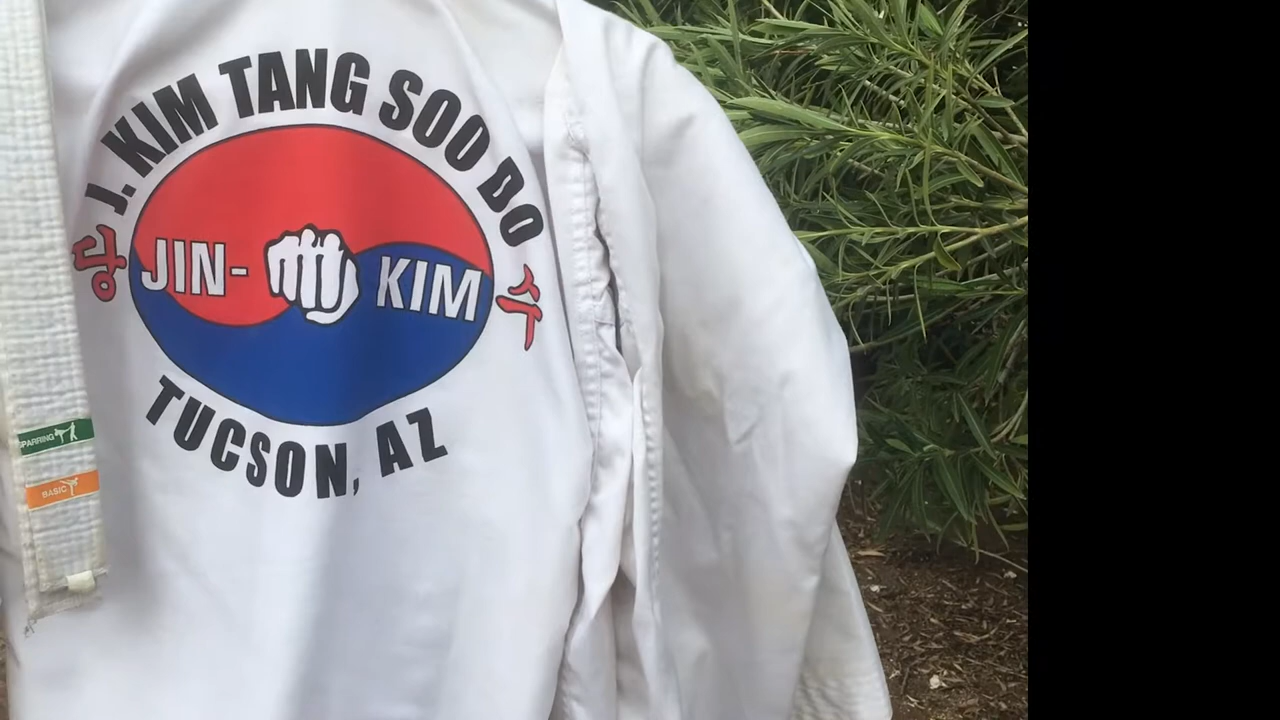 J. KIM TANG SOO DO
당 수
JIN- KIM
TUCSON, AZ
SPARRING
BASIC